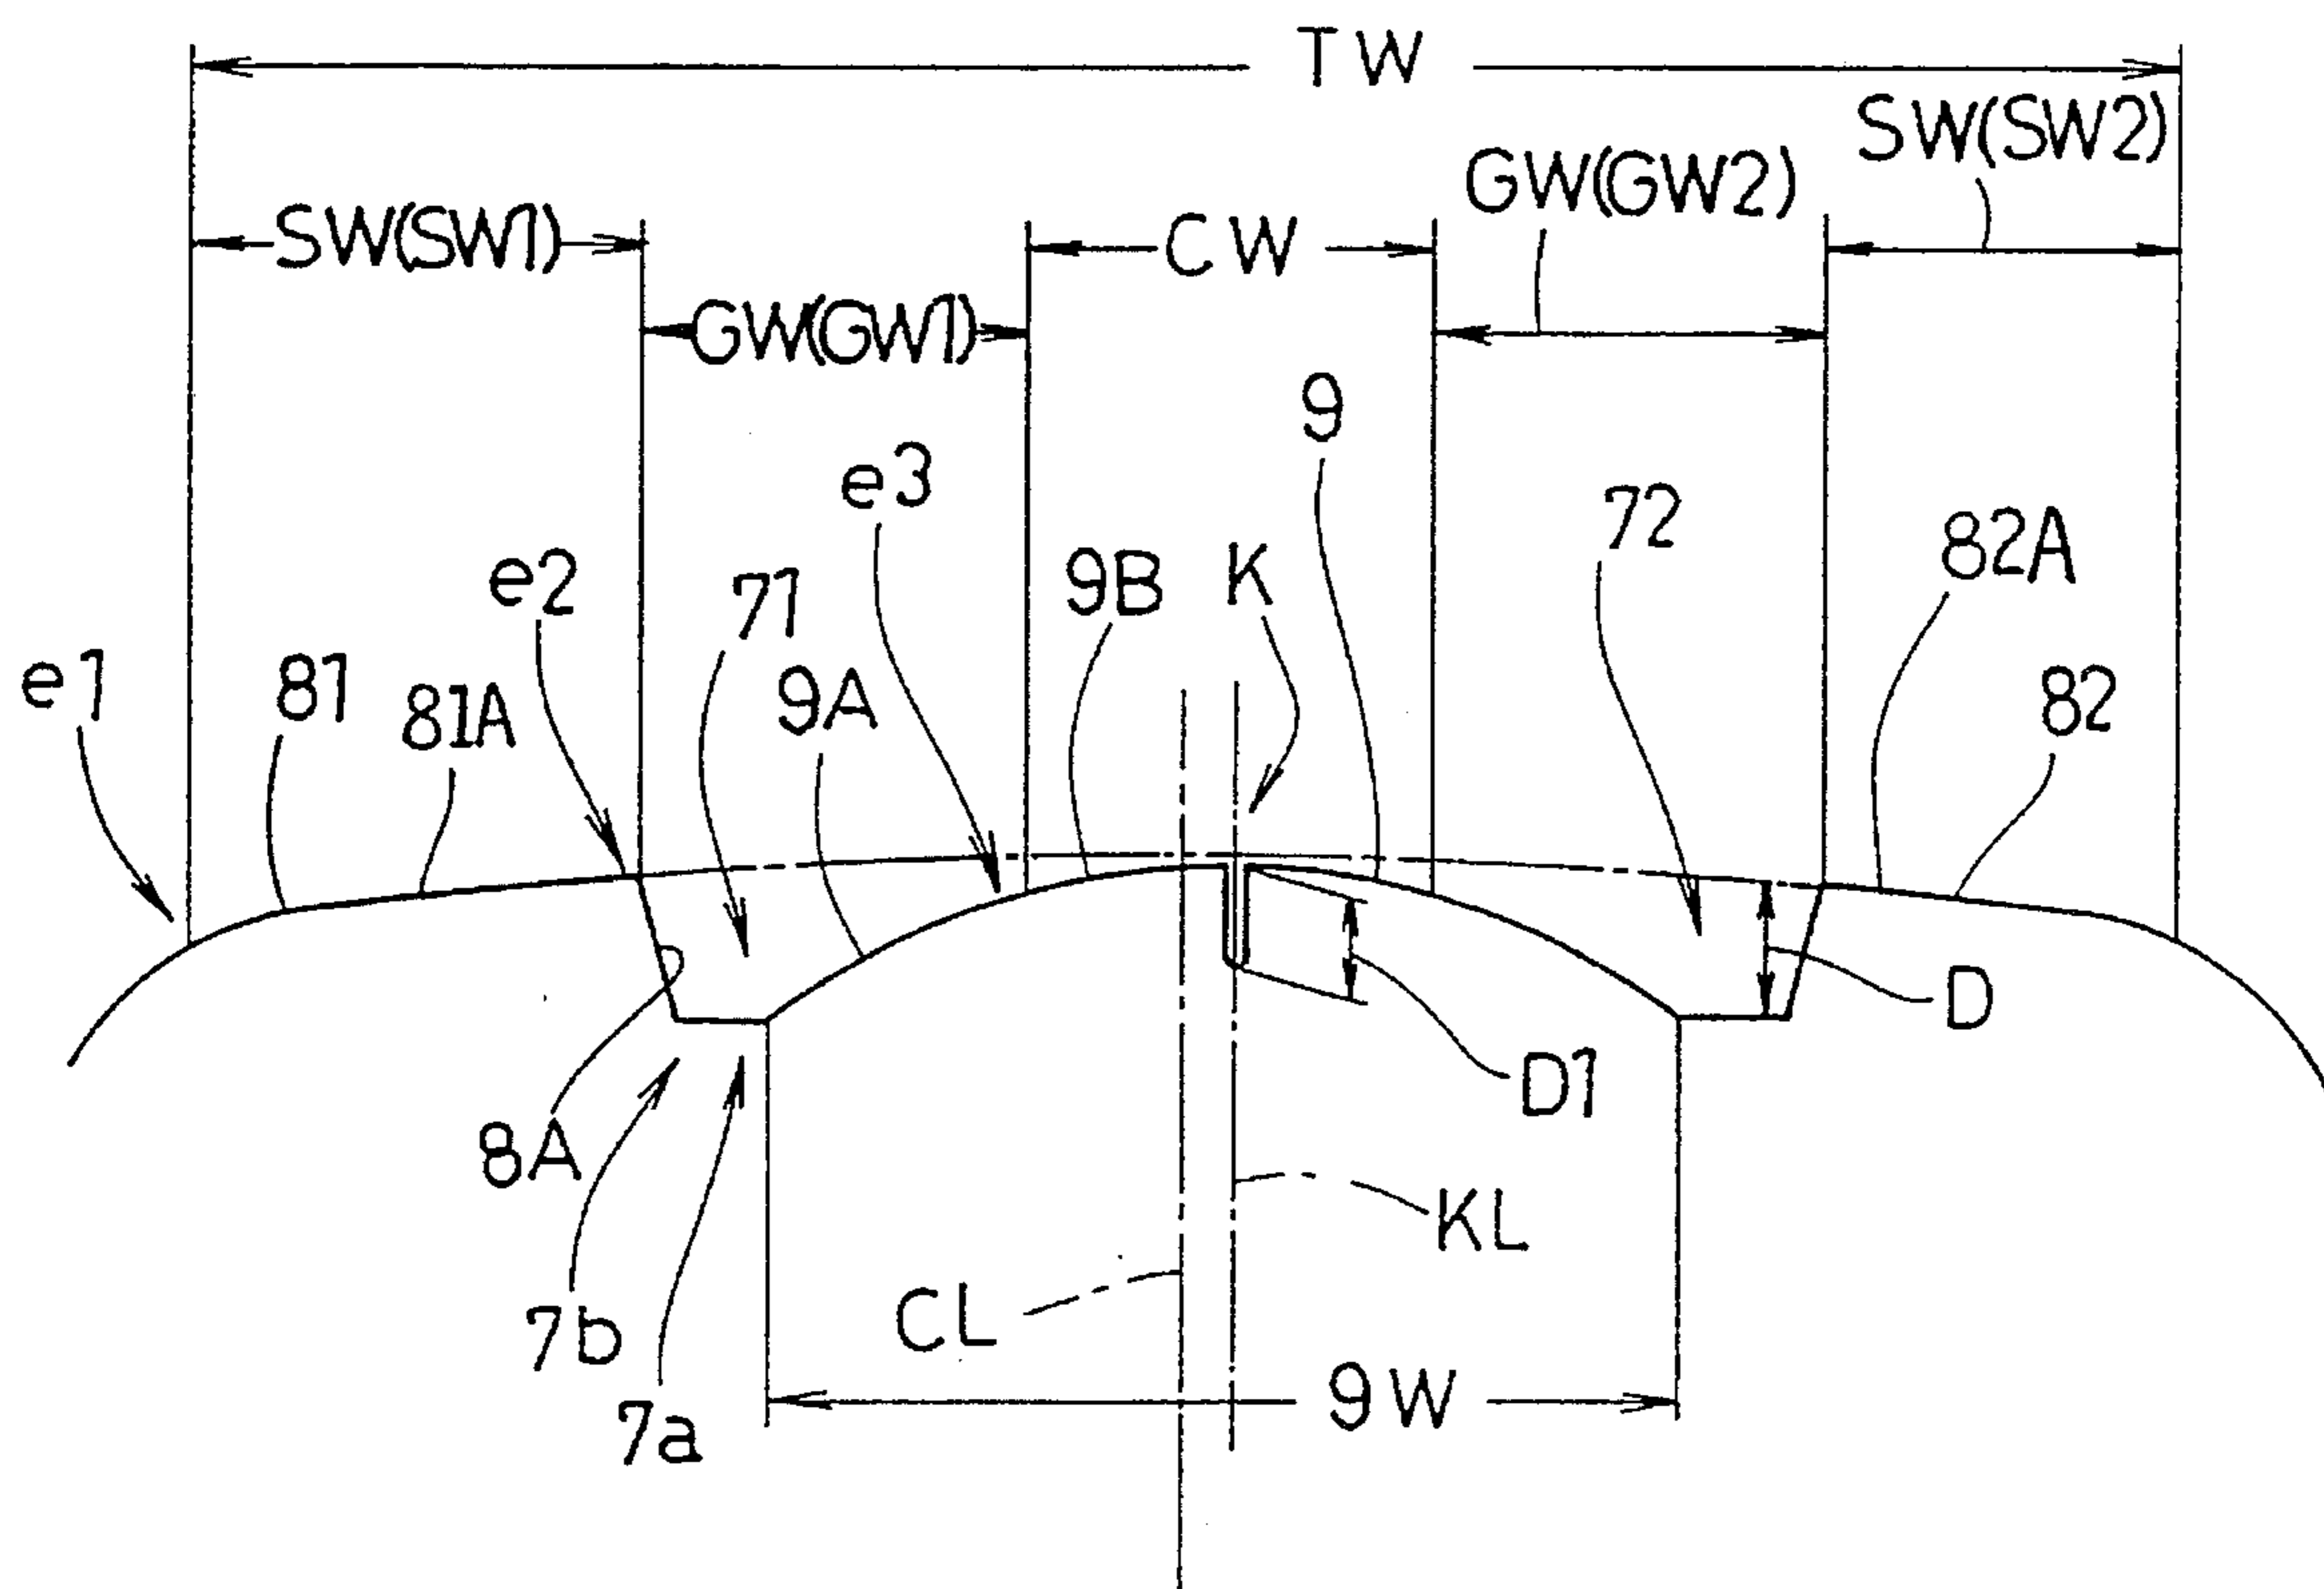 TW
SW(SW2)
GW(GW2)
SW(SW1)
CW
GW(GW1)
9
e3
72
82A
e2
71
9B
K
e1
81
81A
9A
82
D
D1
8A
KL
CL
7b
9W
7a